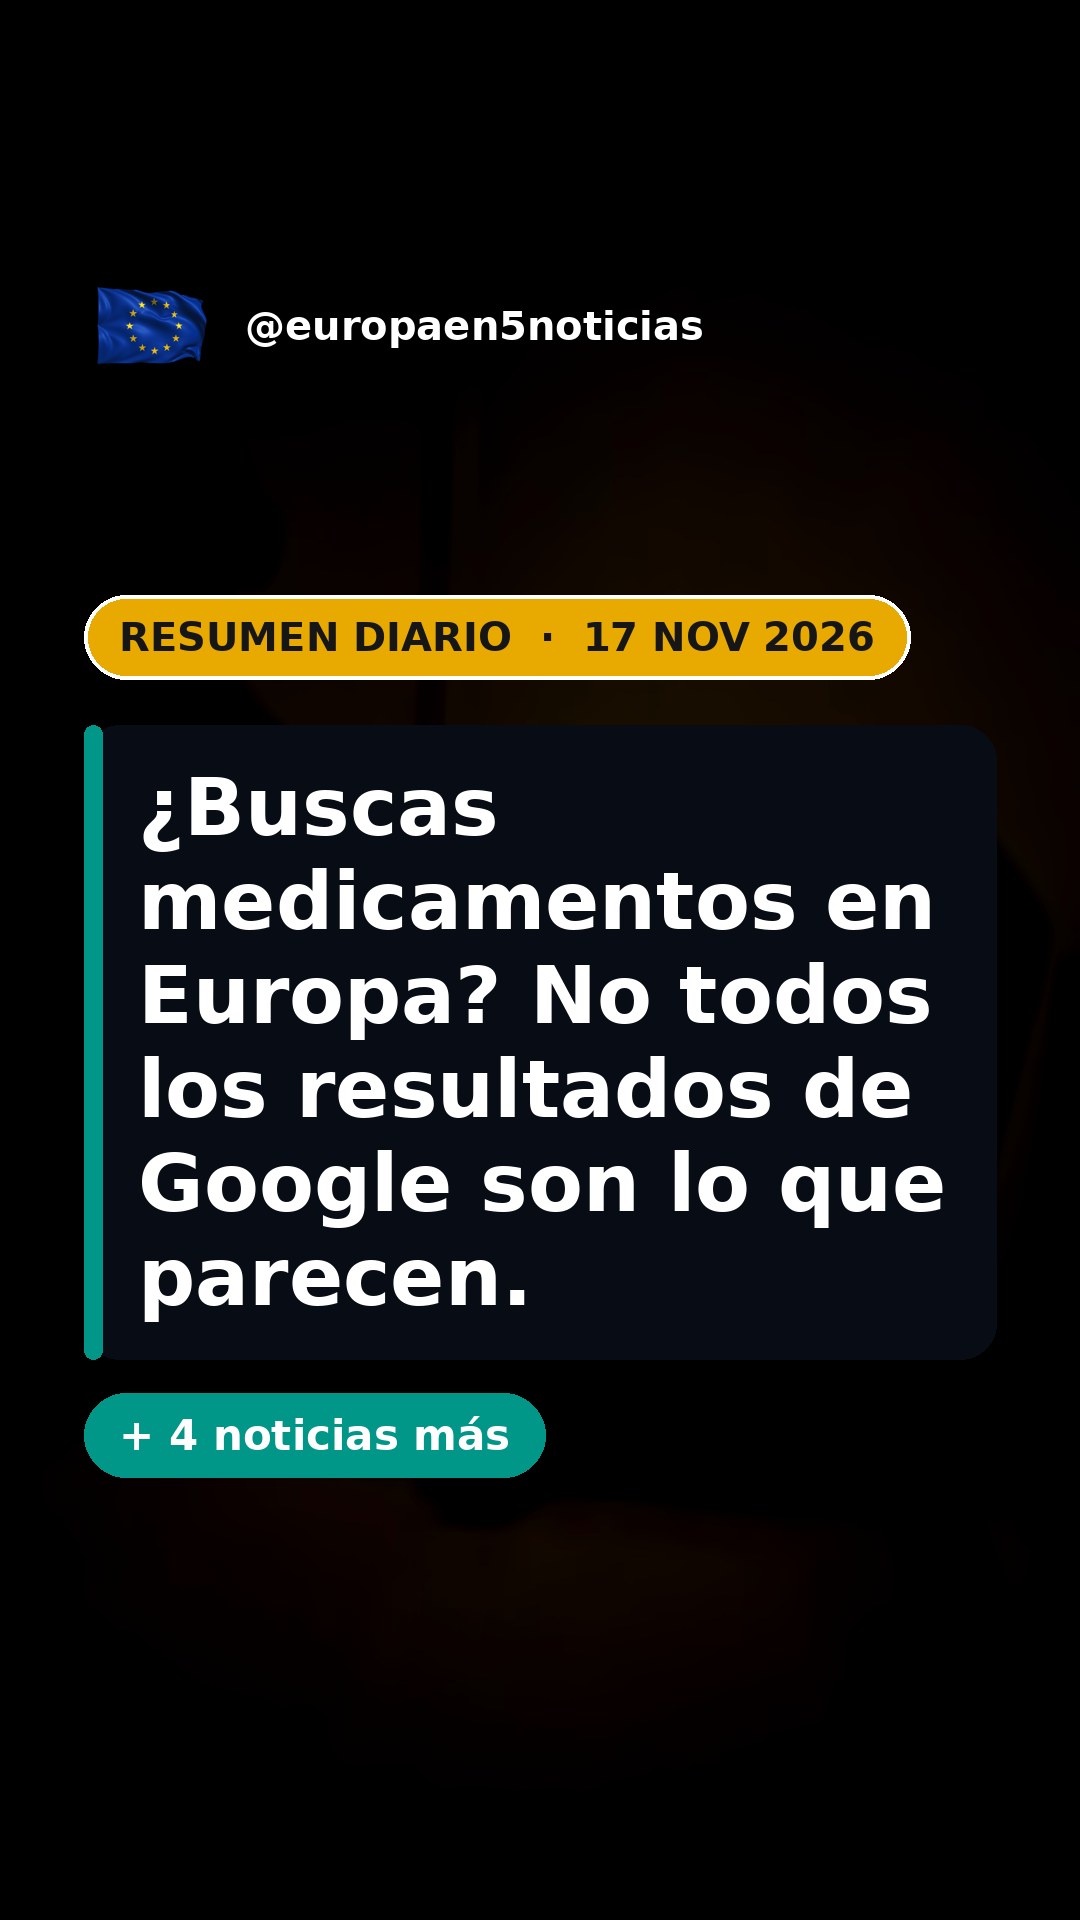 @europaen5noticias
RESUMEN DIARIO · 17 NOV 2026
¿Buscas
medicamentos en
Europa? No todos
los resultados de
Google son lo que
parecen.
+ 4 noticias más